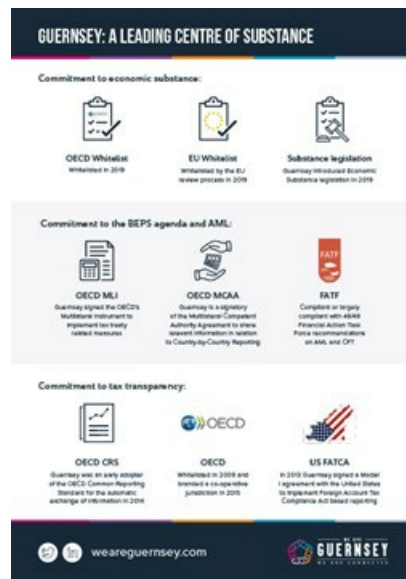 GUERNSEY: A LEADING CENTRE OF SUBSTANCE
Commitment to economic substance:
OECD Whitelist
Whitelisted in 2019
EU Whitelist
Whitelisted by the EU
review process in 2019
Substance legislation
Guernsey introduced Economic
Substance legislation in 2019
Commitment to the BEPS agenda and AML:
OECD MLI
Guernsey signed the OECD's
Multilateral Instrument to
implement tax treaty
related measures
OECD MCAA
Guernsey is a signatory
of the Multilateral Competent
Authority Agreement to share
relevant information in relation
to Country-by-Country Reporting
FATF
FATF
Compliant or largely
compliant with 48/49
Financial Action Task
Force recommendations
on AML and CFT
Commitment to tax transparency:
OECD CRS
Guernsey was an early adopter
of the OECD Common Reporting
Standard for the automatic
exchange of information in 2014
OECD
OECD
Whitelisted in 2009 and
branded a co-operative
jurisdiction in 2015
US FATCA
In 2013 Guernsey signed a Model
1 agreement with the United States
to implement Foreign Account Tax
Compliance Act based reporting
in
weareguernsey.com
WE ARE
GUERNSEY
WE ARE CONNECTED